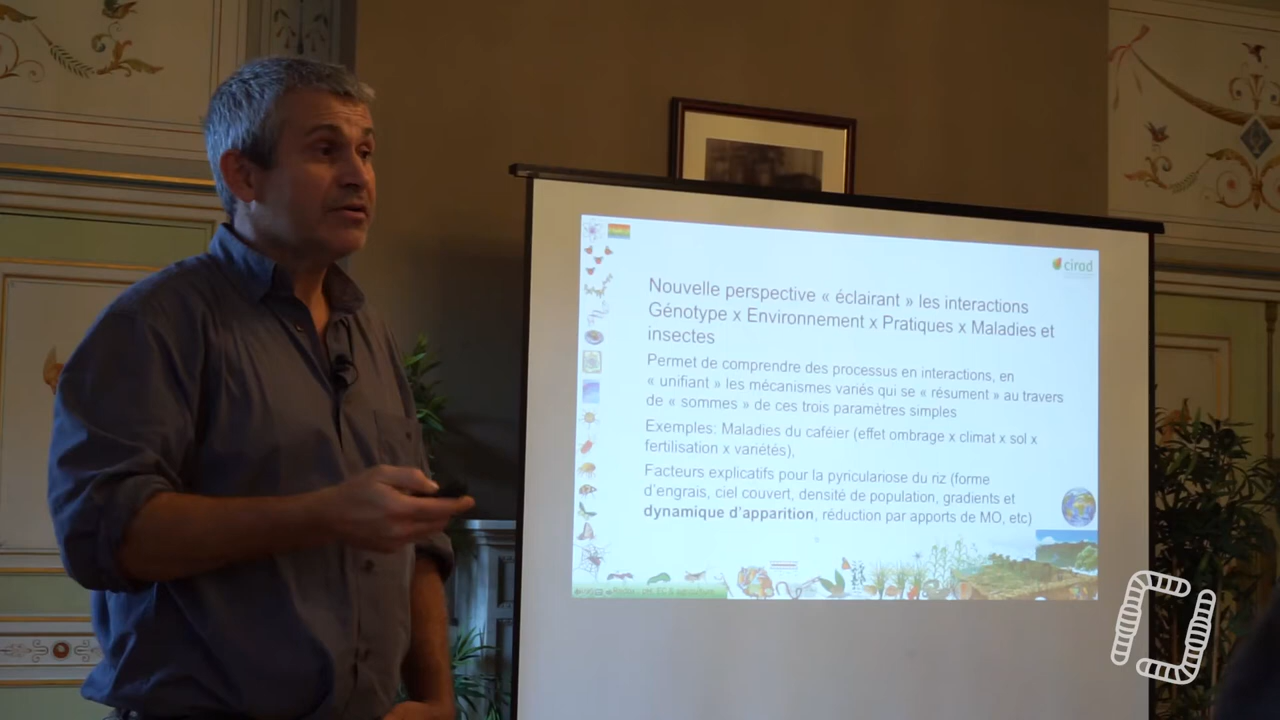 cirad
Nouvelle perspective « éclairant » les interactions
Génotype x Environnement x Pratiques x Maladies et
insectes
Permet de comprendre des processus en interactions, en
« unifiant » les mécanismes variés qui se « résument » au travers
de « sommes » de ces trois paramètres simples
Exemples: Maladies du caféier (effet ombrage x climat x sol x
fertilisation x variétés),
Facteurs explicatifs pour la pyriculariose du riz (forme
d'engrais, ciel couvert, densité de population, gradients et
dynamique d'apparition, réduction par apports de MO, etc)